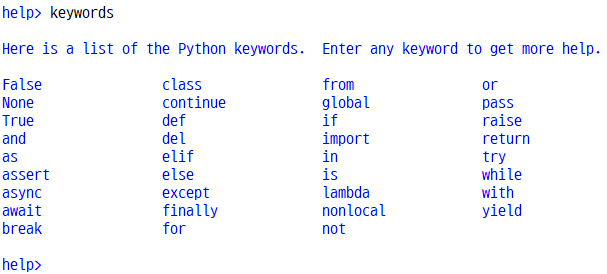 help> keywords
Here is a list of the Python keywords.  Enter any keyword to get more help.
False               class               from                or
None                continue            global              pass
True                def                 if                  raise
and                 del                 import              return
as                  elif                in                  try
assert              else                is                  while
async               except              lambda              with
await               finally             nonlocal            yield
break               for                 not
help>